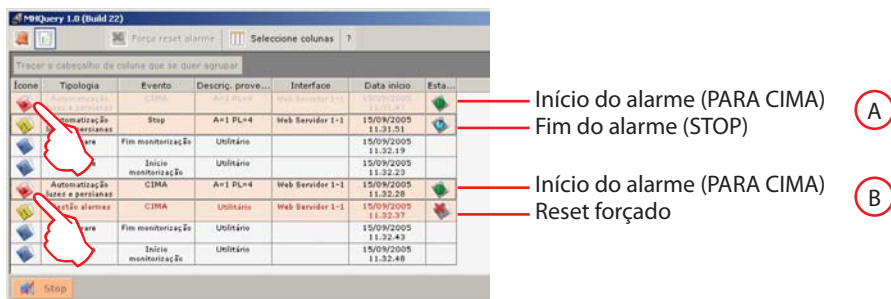 MHQuery 1.0 (Build 22)
Força reset alarme Seleccione colunas ?
Tracer o cabeçalho da coluna que se quer agrupar
Ícone Tipologia Evento Descriç. prove... Interface Data início Esta...
Automatização luzes e persianas CIMA A=1 PL=4 Web Servidor 1-1 15/09/2005
Stop A=1 PL=4 Web Servidor 1-1 15/09/2005
persianas 11.31.51
Fim monitorização Utilitário 15/09/2005
11.32.19
Início Utilitário 15/09/2005
monitorização 11.32.23
Automatização CIMA A=1 PL=4 Web Servidor 1-1 15/09/2005
luzes e persianas 11.32.28
alarmes CIMA Utilitário Web Servidor 1-1 15/09/2005
11.32.37
Fim monitorização Utilitário 15/09/2005
11.32.43
Início Utilitário 15/09/2005
monitorização 11.32.48
Stop
Início do alarme (PARA CIMA)
Fim do alarme (STOP)
A
Início do alarme (PARA CIMA)
Reset forçado
B